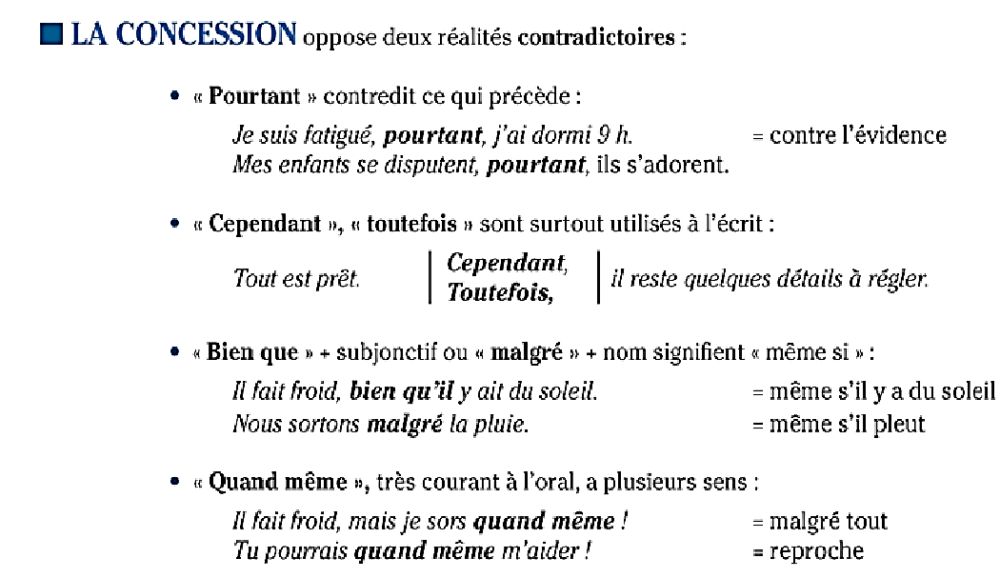 LA CONCESSION oppose deux réalités contradictoires :
• « Pourtant » contredit ce qui précède :
Je suis fatigué, pourtant, j'ai dormi 9 h. = contre l'évidence
Mes enfants se disputent, pourtant, ils s'adorent.
• « Cependant », « toutefois » sont surtout utilisés à l'écrit :
Cependant,
Tout est prêt. il reste quelques détails à régler.
Toutefois,
• « Bien que » + subjonctif ou « malgré » + nom signifient « même si » :
Il fait froid, bien qu'il y ait du soleil. = même s'il y a du soleil
Nous sortons malgré la pluie. = même s'il pleut
• « Quand même », très courant à l'oral, a plusieurs sens :
Il fait froid, mais je sors quand même ! = malgré tout
Tu pourrais quand même m'aider ! = reproche